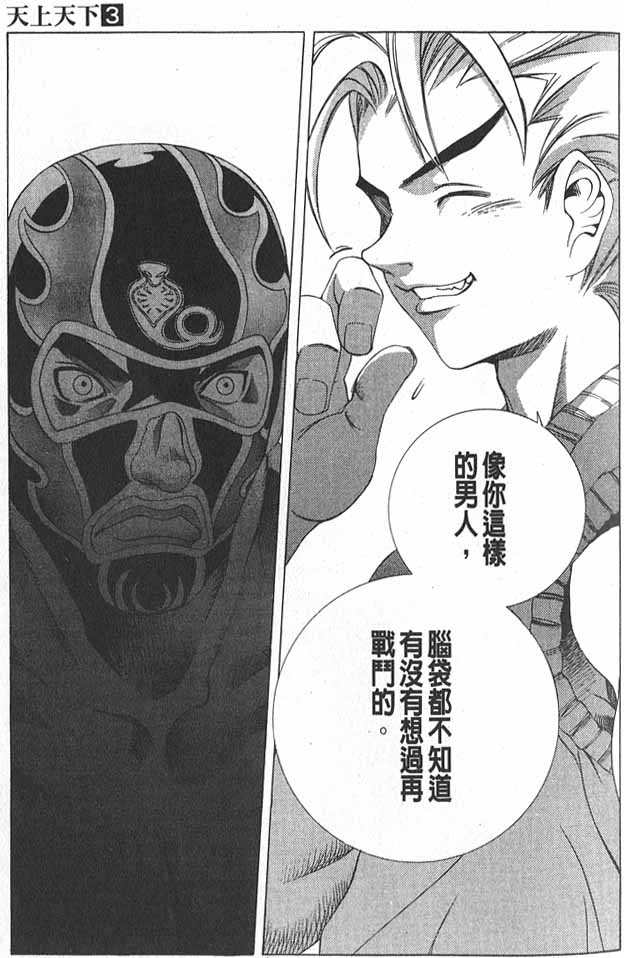 天上天下3
像你這樣
的男人，
腦袋都不知道
有沒有想過再
戰鬥的。